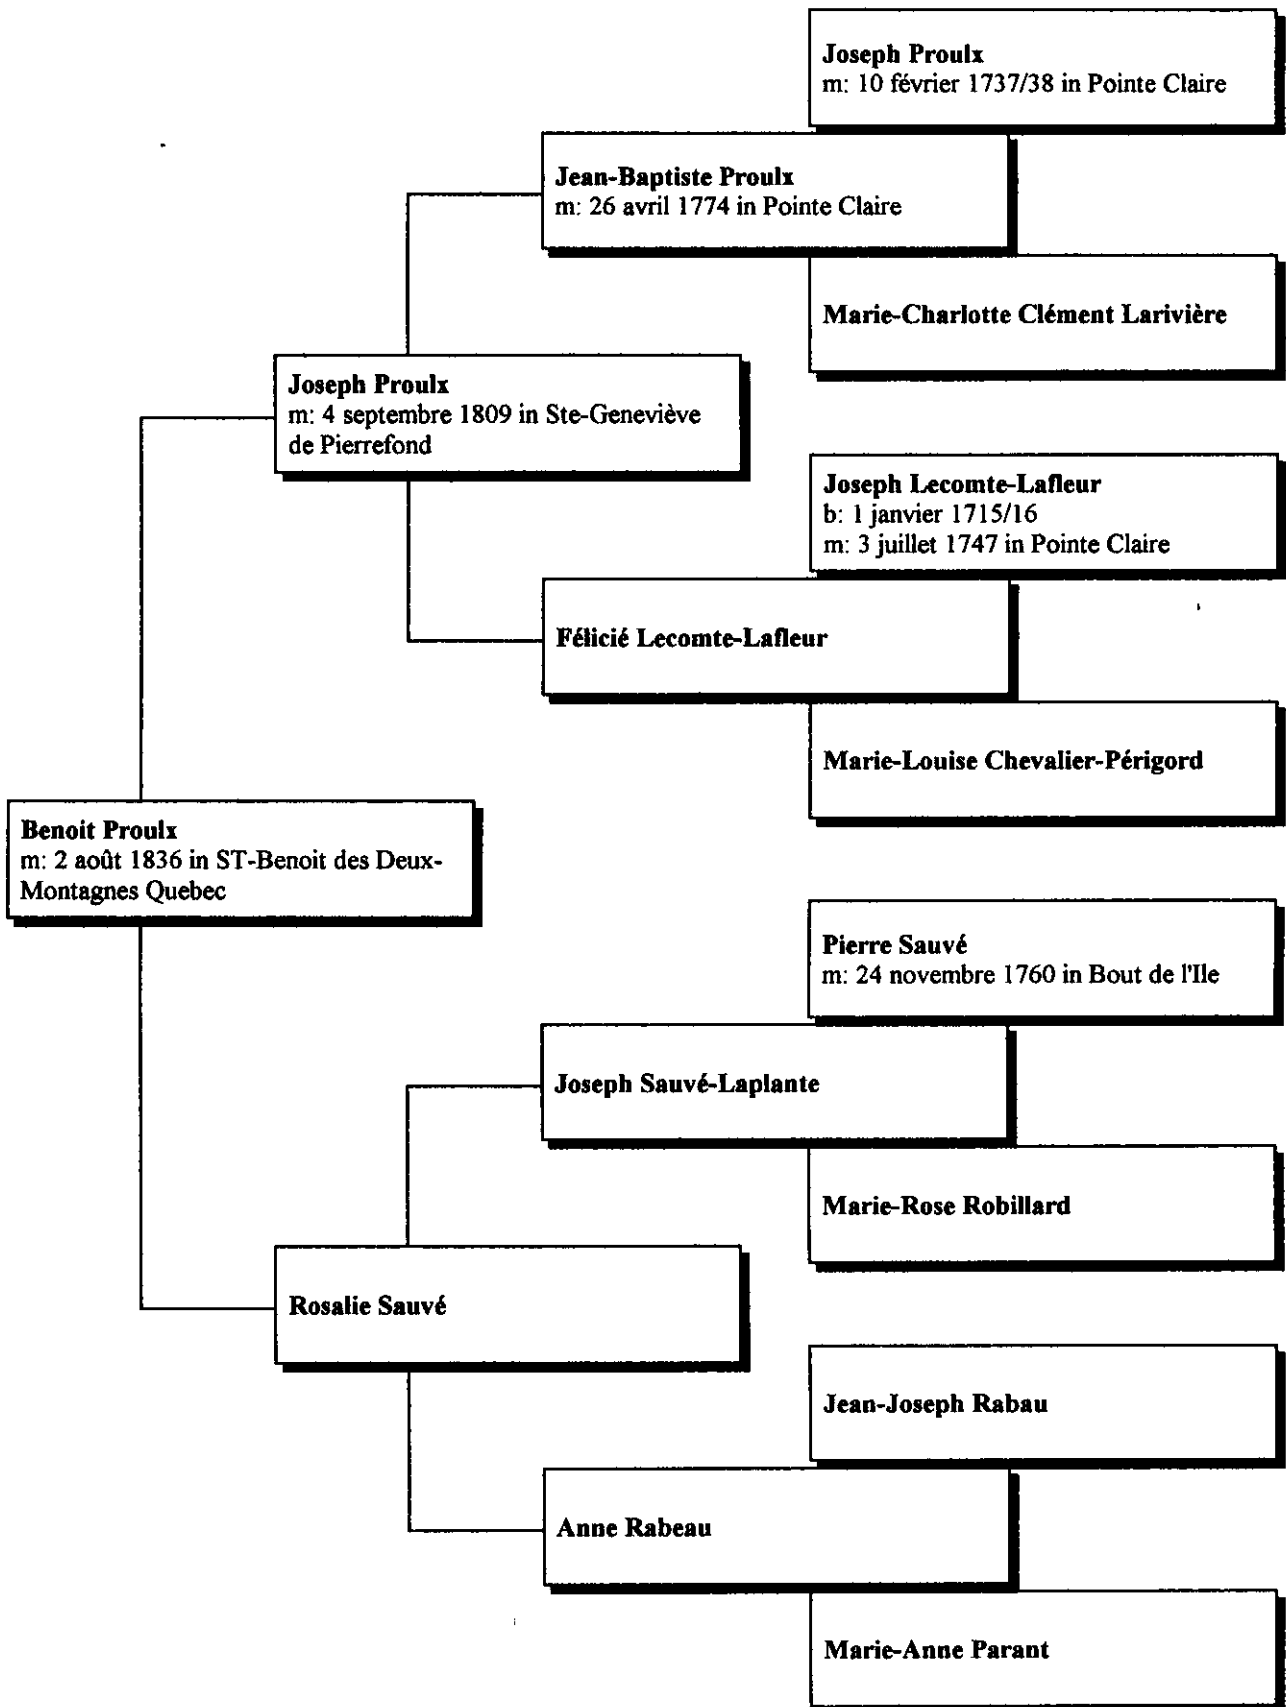 Joseph Proulx
m: 10 février 1737/38 in Pointe Claire
Jean-Baptiste Proulx
m: 26 avril 1774 in Pointe Claire
Marie-Charlotte Clément Larivière
Joseph Proulx
m: 4 septembre 1809 in Ste-Geneviève
de Pierrefond
Joseph Lecomte-Lafleur
b: 1 janvier 1715/16
m: 3 juillet 1747 in Pointe Claire
Félicié Lecomte-Lafleur
Marie-Louise Chevalier-Périgord
Benoit Proulx
m: 2 août 1836 in ST-Benoit des Deux-
Montagnes Quebec
Pierre Sauvé
m: 24 novembre 1760 in Bout de l'Ile
Joseph Sauvé-Laplante
Marie-Rose Robillard
Rosalie Sauvé
Jean-Joseph Rabau
Anne Rabeau
Marie-Anne Parant